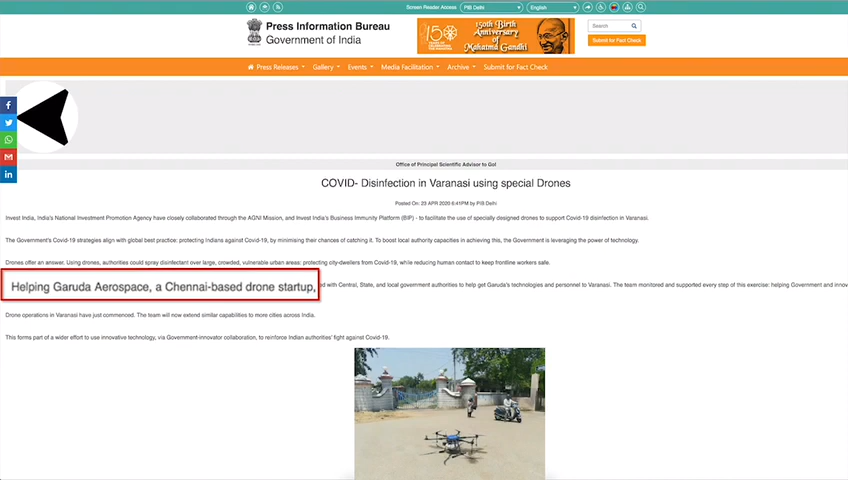 Screen Reader Access PIB Delhi English
Press Information Bureau
Government of India
150
YEARS OF
CELEBRATING
THE MAHATMA
150th Birth
Anniversary
of
Mahatma Gandhi
Search
Submit for Fact Check
Press Releases Gallery Events Media Facilitation Archive Submit for Fact Check
Office of Principal Scientific Advisor to GoI
COVID- Disinfection in Varanasi using special Drones
Posted On: 23 APR 2020 6:41PM by PIB Delhi
Invest India, India's National Investment Promotion Agency have closely collaborated through the AGNI Mission, and Invest India's Business Immunity Platform (BIP) - to facilitate the use of specially designed drones to support Covid-19 disinfection in Varanasi.
The Government's Covid-19 strategies align with global best practice: protecting Indians against Covid-19, by minimising their chances of catching it. To boost local authority capacities in achieving this, the Government is leveraging the power of technology.
Drones offer an answer. Using drones, authorities could spray disinfectant over large, crowded, vulnerable urban areas; protecting city-dwellers from Covid-19, while reducing human contact to keep frontline workers safe.
Helping Garuda Aerospace, a Chennai-based drone startup, ed with Central, State, and local government authorities to help get Garuda's technologies and personnel to Varanasi. The team monitored and supported every step of this exercise: helping Government and innov
Drone operations in Varanasi have just commenced. The team will now extend similar capabilities to more cities across India.
This forms part of a wider effort to use innovative technology, via Government-innovator collaboration, to reinforce Indian authorities' fight against Covid-19.